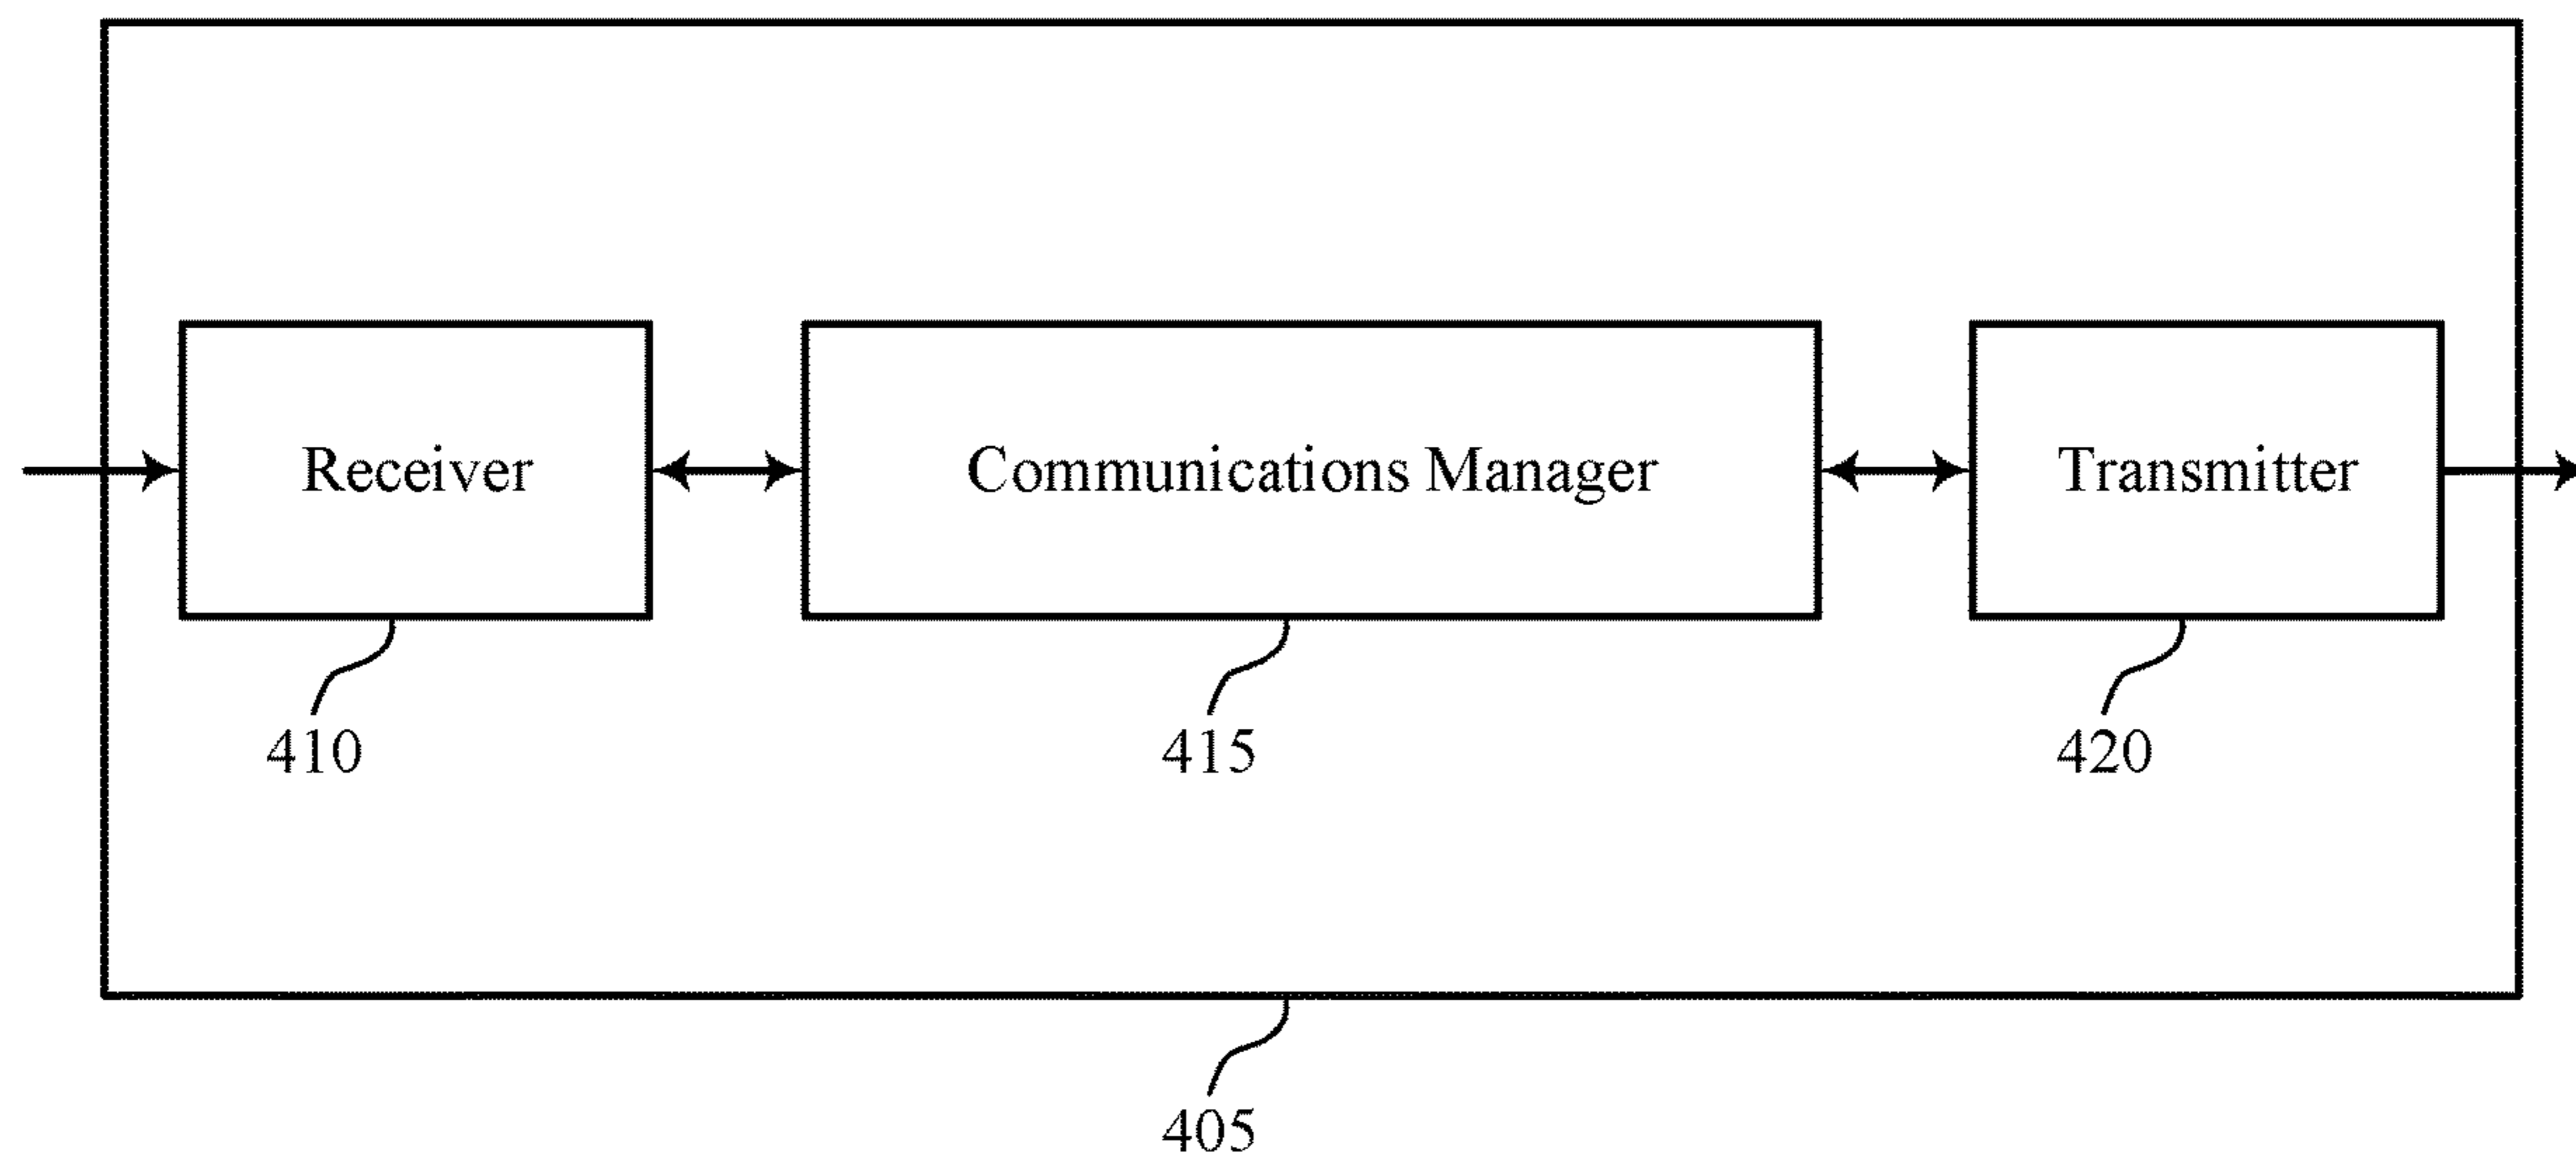 Receiver
Communications Manager
Transmitter
410
415
420
405